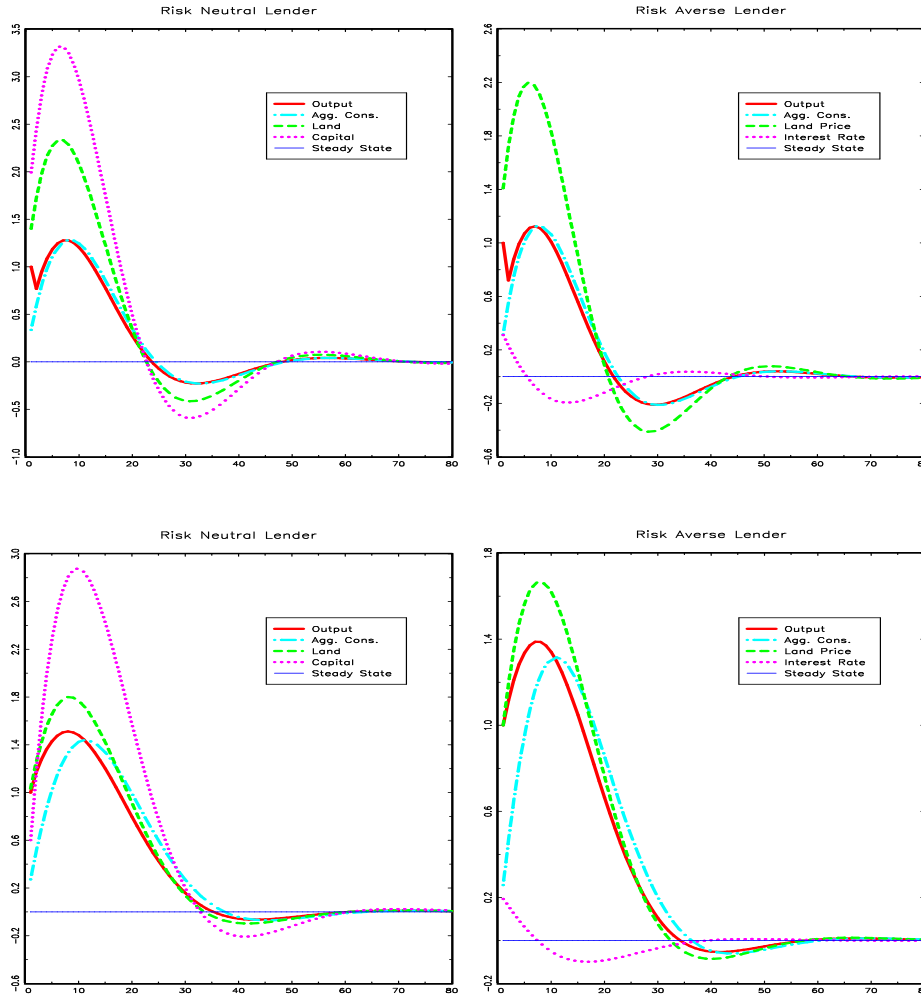 Risk Neutral Lender
3.5
3.0
2.5
2.0
1.5
1.0
0.5
0.0
-0.5
-1.0
Output
Agg. Cons.
Land
Capital
Steady State
0 10 20 30 40 50 60 70 80
Risk Averse Lender
2.6
2.2
1.8
1.4
1.0
0.6
0.2
-0.2
-0.6
Output
Agg. Cons.
Land Price
Interest Rate
Steady State
0 10 20 30 40 50 60 70 80
Risk Neutral Lender
3.0
2.6
2.2
1.8
1.4
1.0
0.6
0.2
-0.2
-0.6
Output
Agg. Cons.
Land
Capital
Steady State
0 10 20 30 40 50 60 70 80
Risk Averse Lender
1.8
1.4
1.0
0.6
0.2
-0.2
Output
Agg. Cons.
Land Price
Interest Rate
Steady State
0 10 20 30 40 50 60 70 80